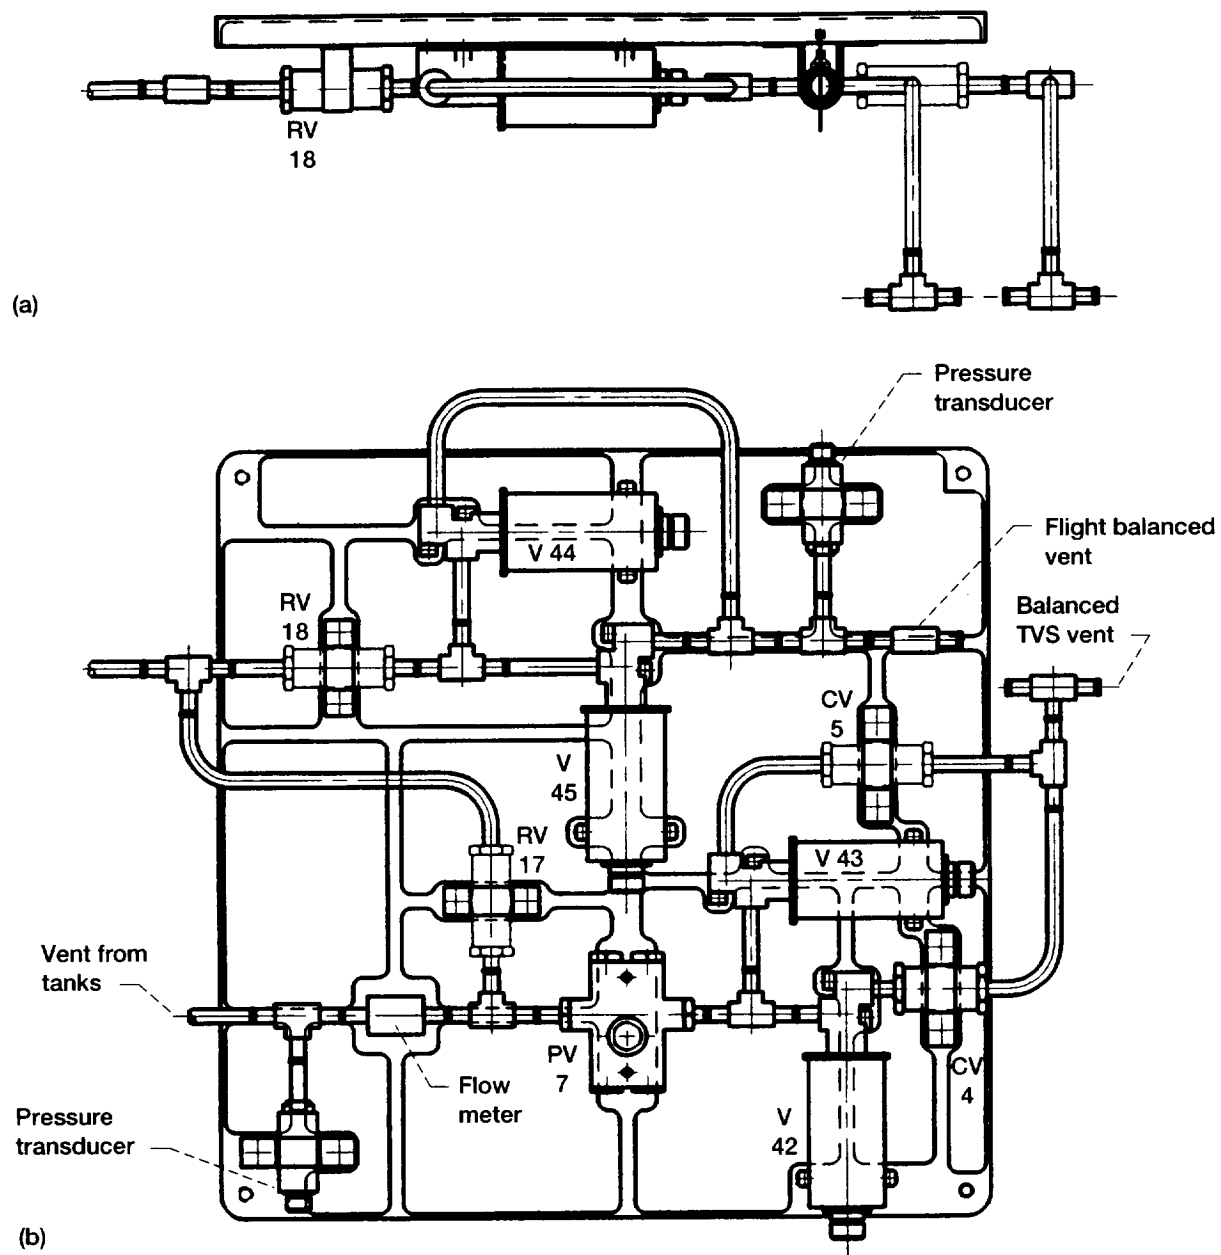 RV
18
(a)
Pressure
transducer
V 44
Flight balanced
vent
RV
18
Balanced
TVS vent
CV
5
V
45
RV
17
V 43
Vent from
tanks
PV
7
Flow
meter
CV
4
Pressure
transducer
V
42
(b)